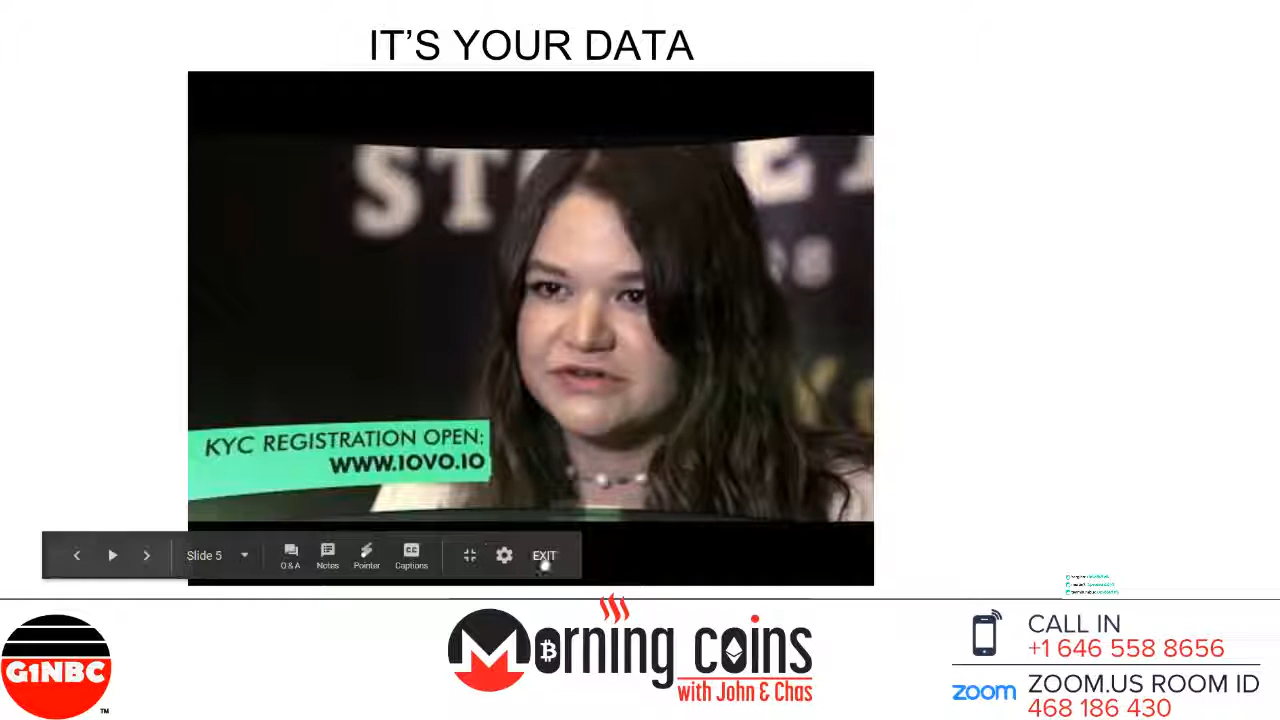 IT'S YOUR DATA
KYC REGISTRATION OPEN:
WWW.IOVO.IO
Slide 5
Q & A
Notes
Pointer
Captions
EXIT
G1NBC
TM
Morning coins
with John & Chas
CALL IN
+1 646 558 8656
zoom
ZOOM.US ROOM ID
468 186 430